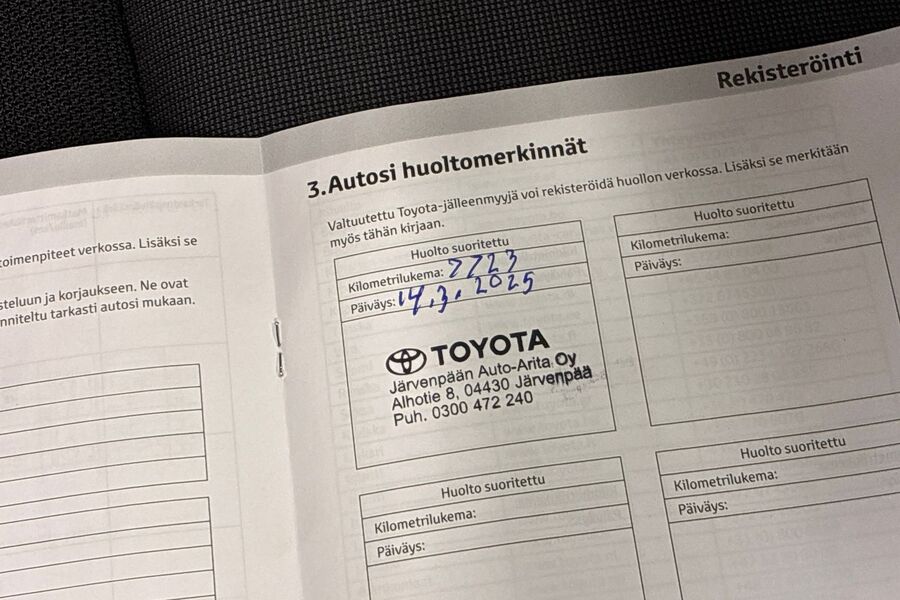 Rekisteröinti
toimenpiteet verkossa. Lisäksi se
steluun ja korjaukseen. Ne ovat
nniteltu tarkasti autosi mukaan.
3. Autosi huoltomerkinnät
Valtuutettu Toyota-jälleenmyyjä voi rekisteröidä huollon verkossa. Lisäksi se merkitään
myös tähän kirjaan.
Huolto suoritettu
Kilometrilukema: 7723
Päiväys: 14.3.2025
TOYOTA
Järvenpään Auto-Arita Oy
Alhotie 8, 04430 Järvenpää
Puh. 0300 472 240
Huolto suoritettu
Kilometrilukema:
Päiväys:
Huolto suoritettu
Kilometrilukema:
Päiväys:
Huolto suoritettu
Kilometrilukema:
Päiväys: